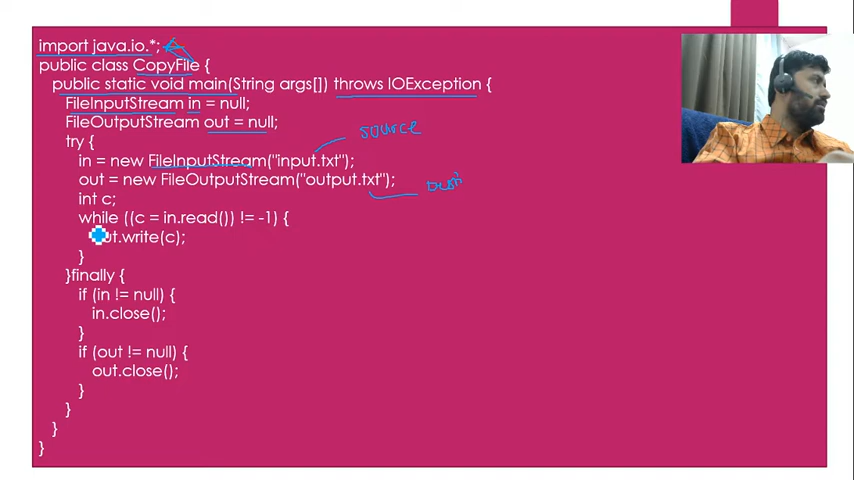 import java.io.*;
public class CopyFile {
public static void main(String args[]) throws IOException {
FileInputStream in = null;
FileOutputStream out = null;
source
try {
in = new FileInputStream("input.txt");
out = new FileOutputStream("output.txt");
int c;
while ((c = in.read()) != -1) {
out.write(c);
}
}finally {
if (in != null) {
in.close();
}
if (out != null) {
out.close();
}
}
}
}